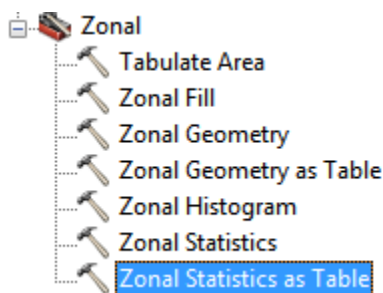 Zonal
Tabulate Area
Zonal Fill
Zonal Geometry
Zonal Geometry as Table
Zonal Histogram
Zonal Statistics
Zonal Statistics as Table